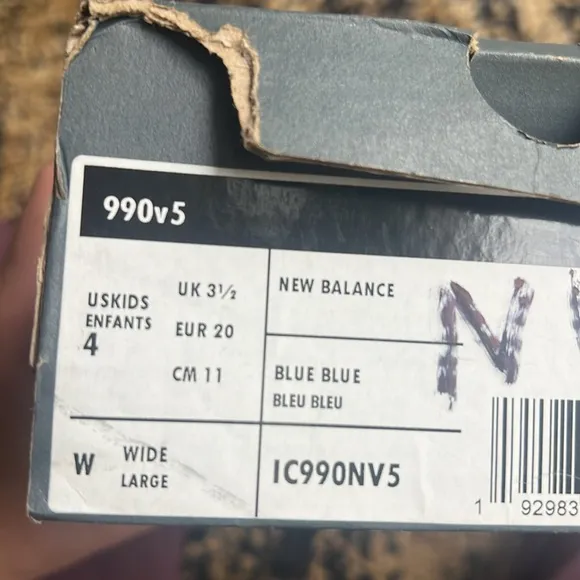 990v5
USKIDS
ENFANTS
4
UK 3½
EUR 20
CM 11
NEW BALANCE
BLUE BLUE
BLEU BLEU
W
WIDE
LARGE
IC990NV5
N
1 92983